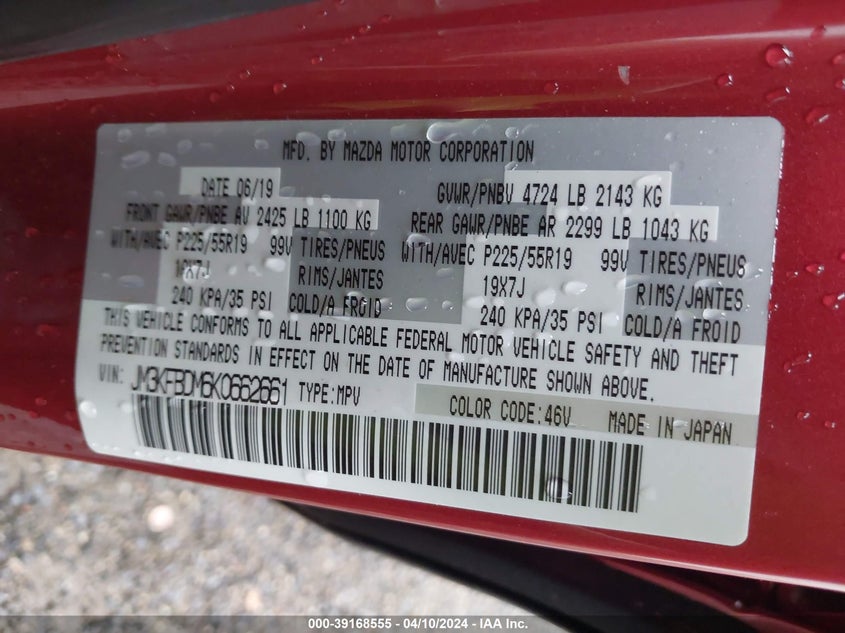 MFD. BY MAZDA MOTOR CORPORATION
DATE 06/19 GVWR/PNBV 4724 LB 2143 KG
FRONT GAWR/PNBE AV 2425 LB 1100 KG REAR GAWR/PNBE AR 2299 LB 1043 KG
WITH/AVEC P225/55R19 99V TIRES/PNEUS WITH/AVEC P225/55R19 99V TIRES/PNEUS
19X7J RIMS/JANTES 19X7J RIMS/JANTES
240 KPA/35 PSI COLD/A FROID 240 KPA/35 PSI COLD/A FROID
THIS VEHICLE CONFORMS TO ALL APPLICABLE FEDERAL MOTOR VEHICLE SAFETY AND THEFT
PREVENTION STANDARDS IN EFFECT ON THE DATE OF MANUFACTURE SHOWN ABOVE.
VIN: JM3KFBDM6K0662661 TYPE:MPV COLOR CODE:46V MADE IN JAPAN
000-39168555 - 04/10/2024 - IAA Inc.